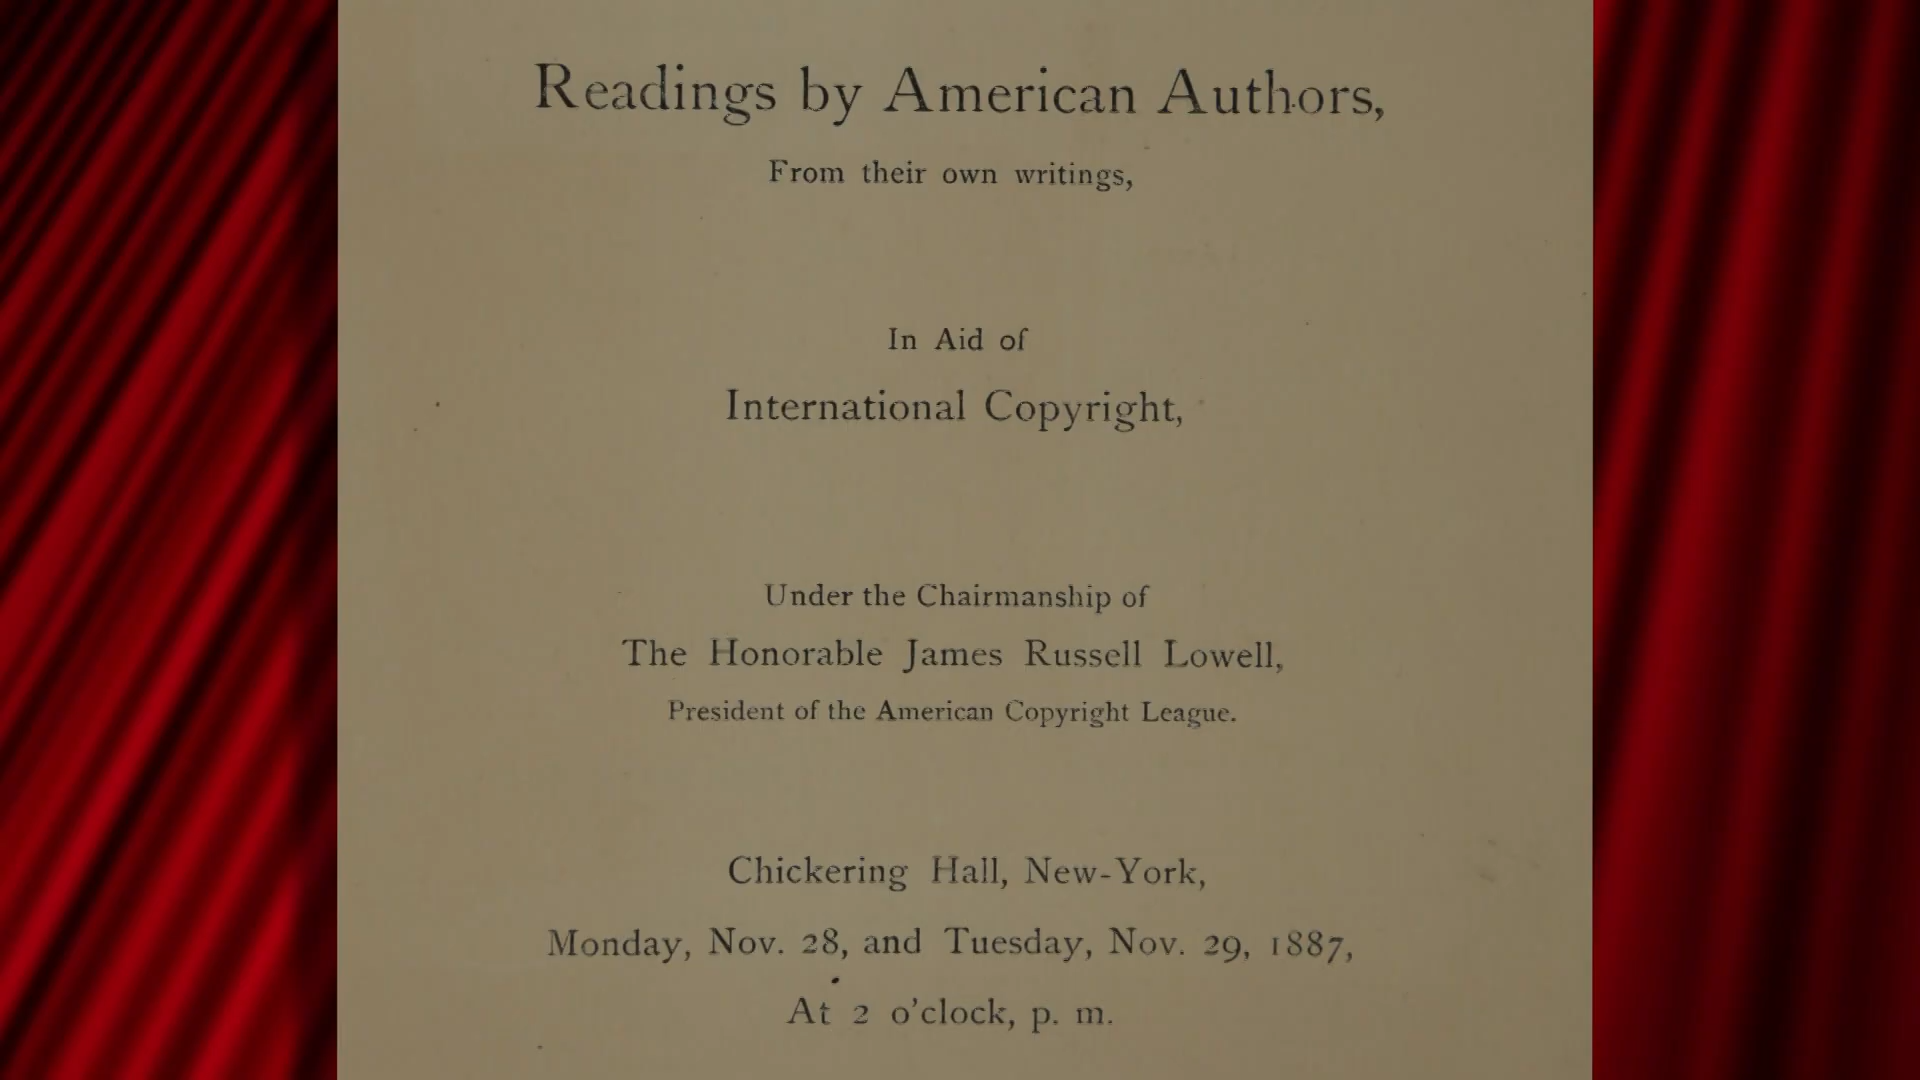 Readings by American Authors,
From their own writings,
In Aid of
International Copyright,
Under the Chairmanship of
The Honorable James Russell Lowell,
President of the American Copyright League.
Chickering Hall, New-York,
Monday, Nov. 28, and Tuesday, Nov. 29, 1887,
At 2 o'clock, p. m.